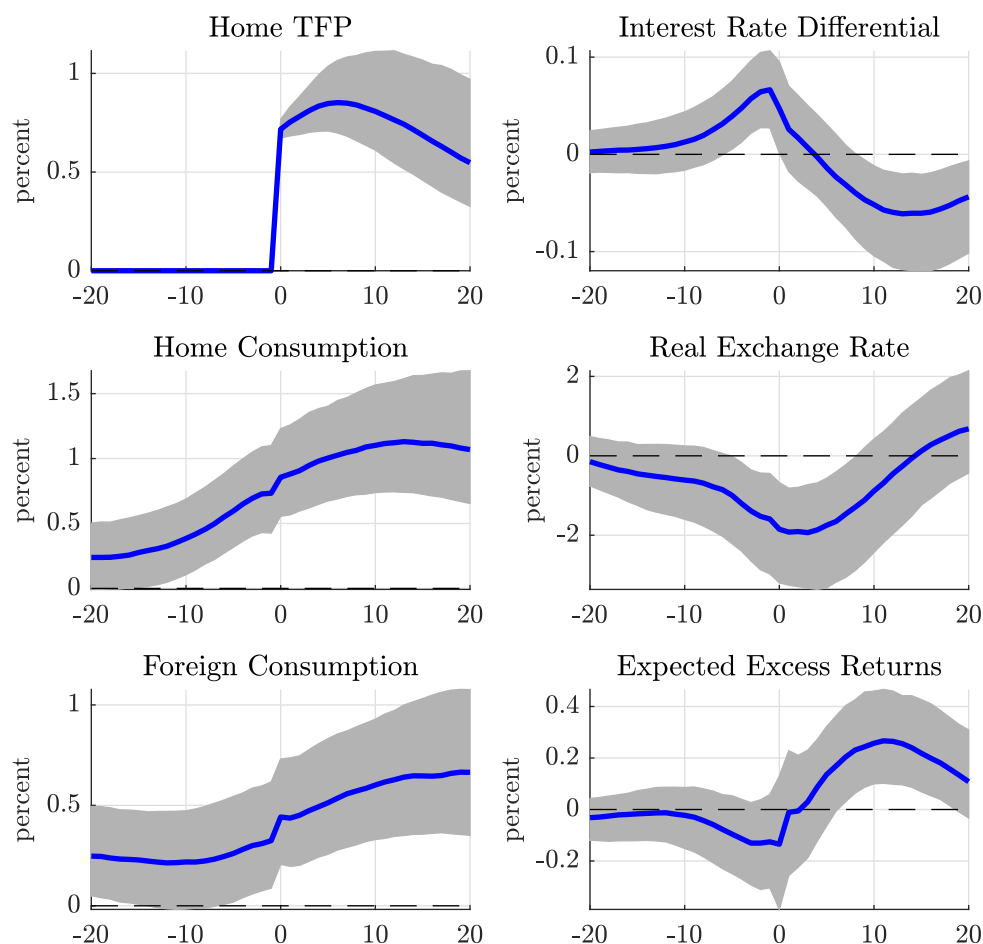 Home TFP
percent
1
0.5
0
-20 -10 0 10 20
Interest Rate Differential
percent
0.1
0
-0.1
-20 -10 0 10 20
Home Consumption
percent
1.5
1
0.5
0
-20 -10 0 10 20
Real Exchange Rate
percent
2
0
-2
-20 -10 0 10 20
Foreign Consumption
percent
1
0.5
0
-20 -10 0 10 20
Expected Excess Returns
percent
0.4
0.2
0
-0.2
-20 -10 0 10 20